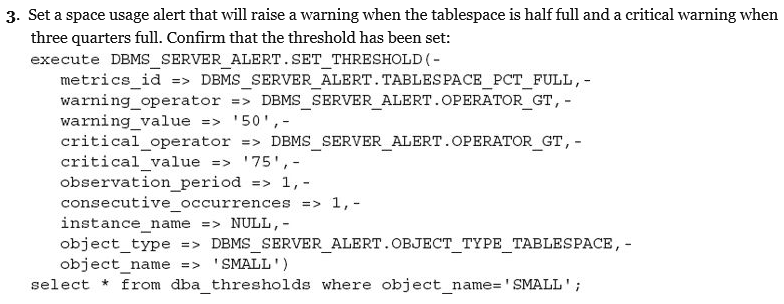 3. Set a space usage alert that will raise a warning when the tablespace is half full and a critical warning when
three quarters full. Confirm that the threshold has been set:
execute DBMS_SERVER_ALERT.SET_THRESHOLD(-
metrics_id => DBMS_SERVER_ALERT.TABLESPACE_PCT_FULL,-
warning_operator => DBMS_SERVER_ALERT.OPERATOR_GT,-
warning_value => '50',-
critical_operator => DBMS_SERVER_ALERT.OPERATOR_GT,-
critical_value => '75',-
observation_period => 1,-
consecutive_occurrences => 1,-
instance_name => NULL,-
object_type => DBMS_SERVER_ALERT.OBJECT_TYPE_TABLESPACE,-
object_name => 'SMALL')
select * from dba_thresholds where object_name='SMALL';